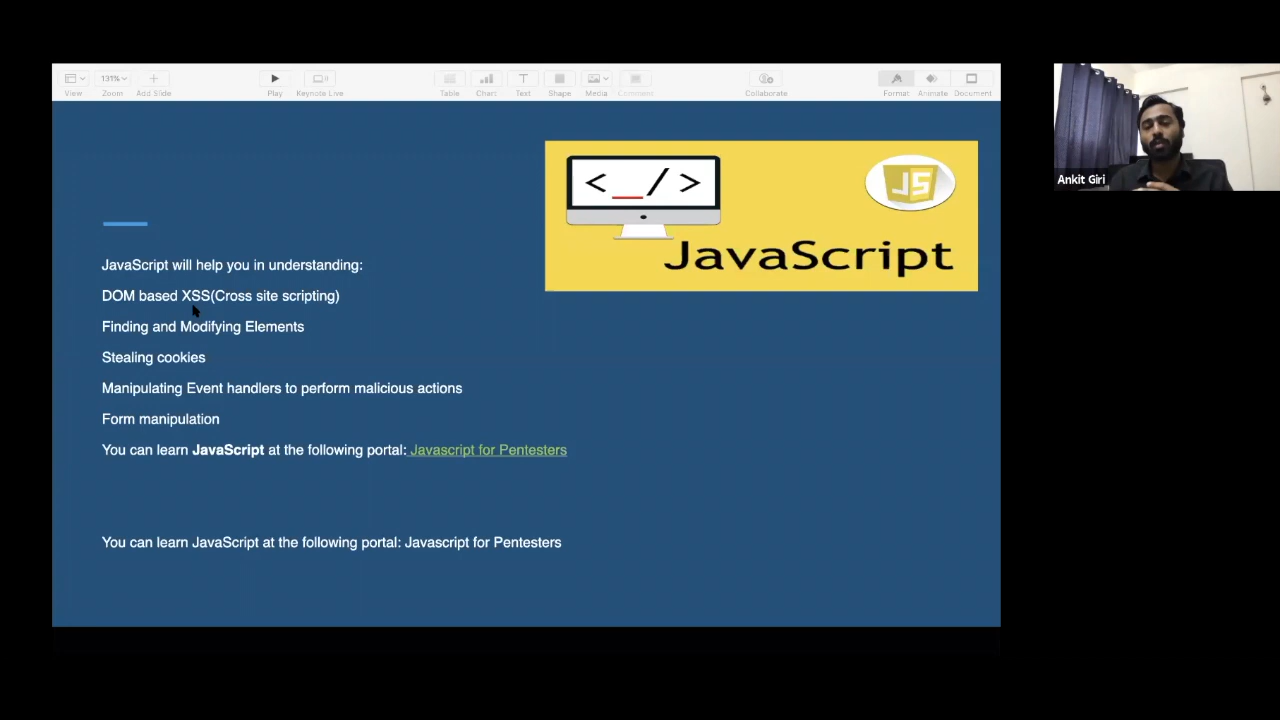 View
131%
Zoom
Add Slide
Play
Keynote Live
Table
Chart
Text
Shape
Media
Comment
Collaborate
Format
Animate
Document
< _ / >
JS
JavaScript
Ankit Giri
JavaScript will help you in understanding:
DOM based XSS(Cross site scripting)
Finding and Modifying Elements
Stealing cookies
Manipulating Event handlers to perform malicious actions
Form manipulation
You can learn JavaScript at the following portal: Javascript for Pentesters
You can learn JavaScript at the following portal: Javascript for Pentesters